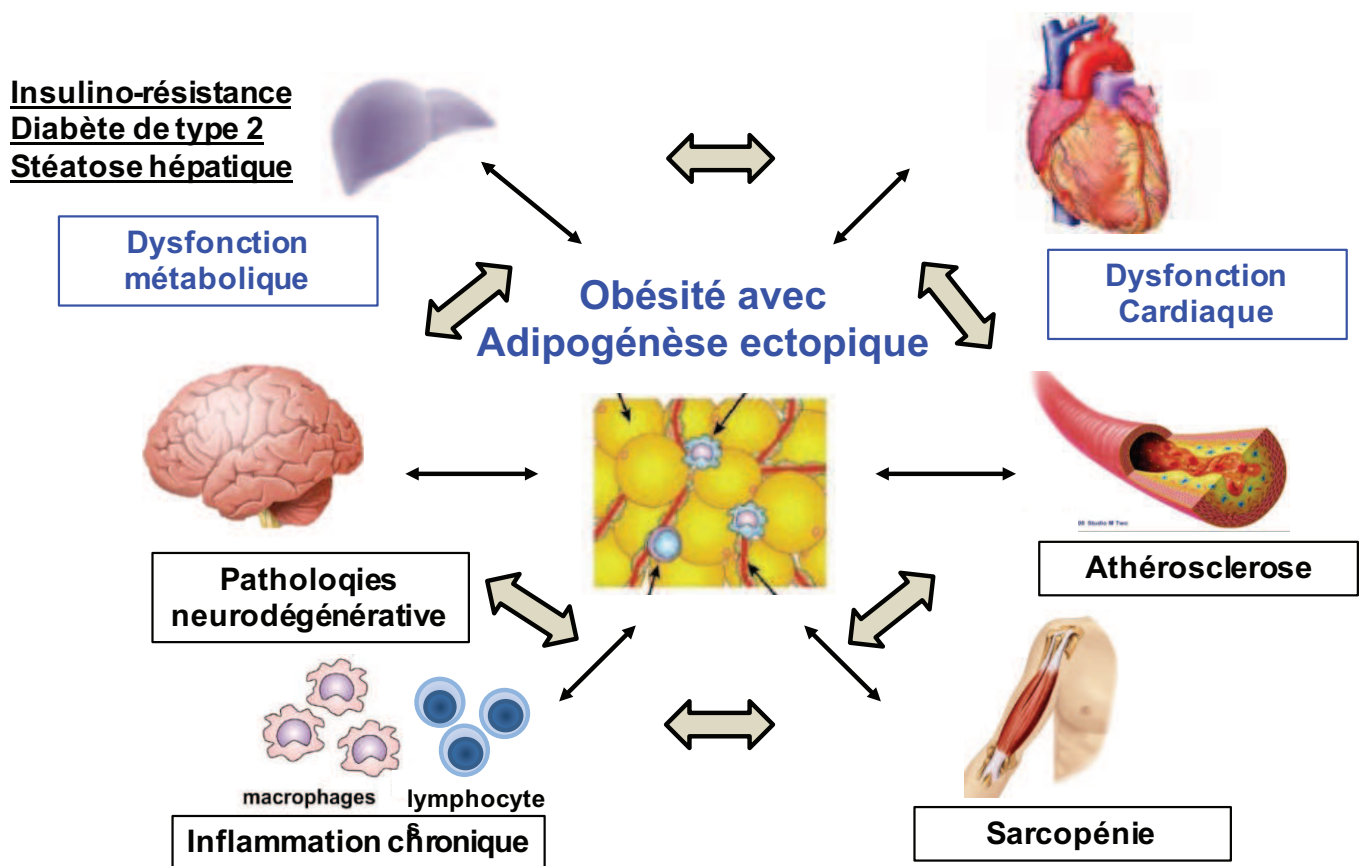 Insulino-résistance
Diabète de type 2
Stéatose hépatique
Dysfonction
métabolique
Obésité avec
Adipogénèse ectopique
Dysfonction
Cardiaque
Patholoqies
neurodégénérative
Athérosclerose
macrophages
lymphocyte
s
Inflammation chronique
Sarcopénie